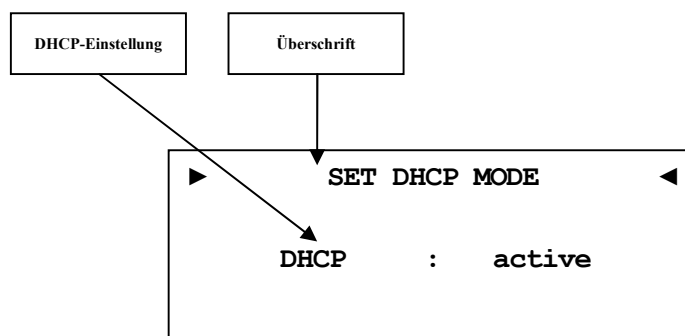 DHCP-Einstellung Überschrift
► SET DHCP MODE ◄
DHCP : active